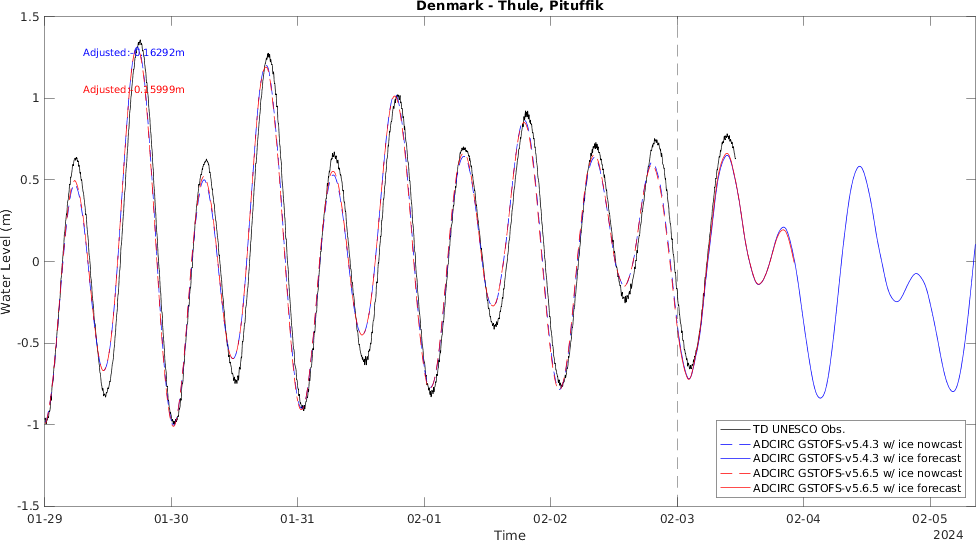 Denmark - Thule, Pituffik
1.5
Adjusted:-0.16292m
Adjusted:-0.15999m
1
0.5
0
-0.5
-1
-1.5
Water Level (m)
TD UNESCO Obs.
ADCIRC GSTOFS-v5.4.3 w/ ice nowcast
ADCIRC GSTOFS-v5.4.3 w/ ice forecast
ADCIRC GSTOFS-v5.6.5 w/ ice nowcast
ADCIRC GSTOFS-v5.6.5 w/ ice forecast
01-29 01-30 01-31 02-01 02-02 02-03 02-04 02-05
Time
2024